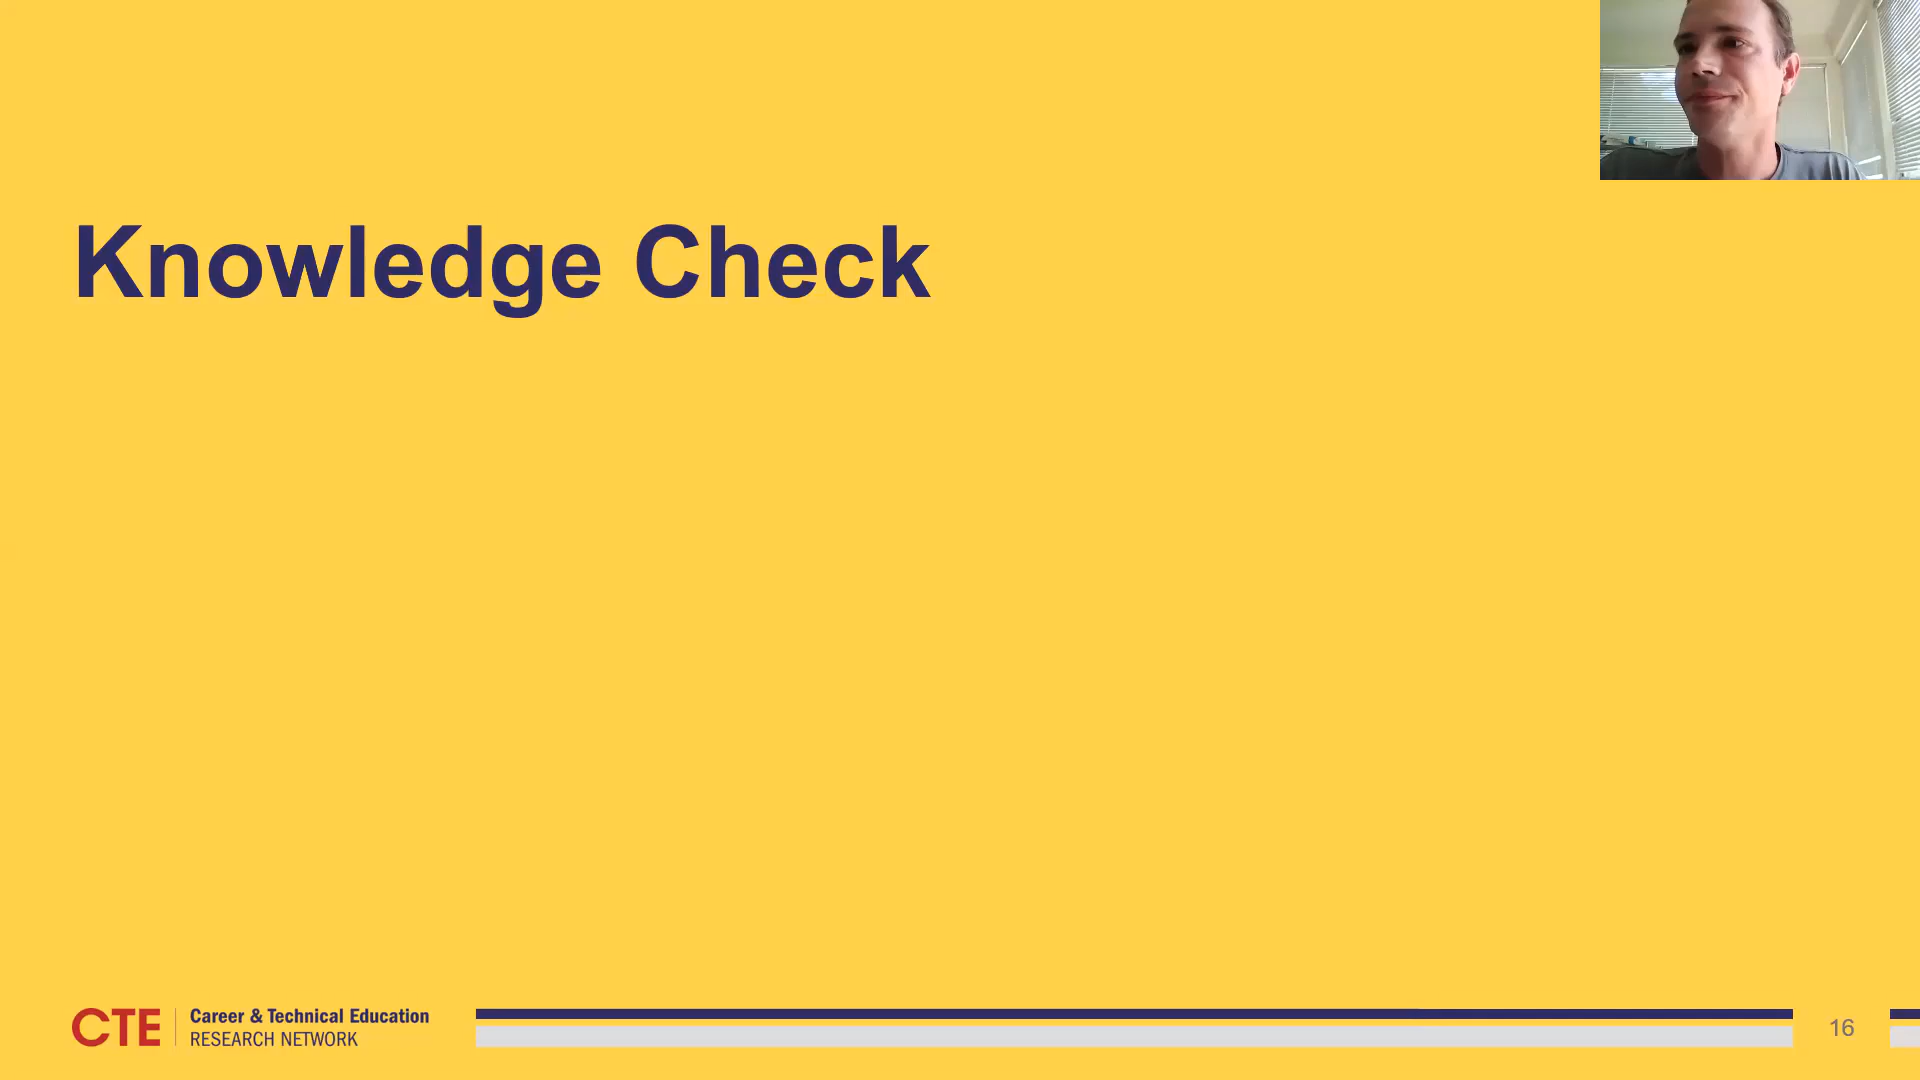 Knowledge Check
CTE
Career & Technical Education
RESEARCH NETWORK
16